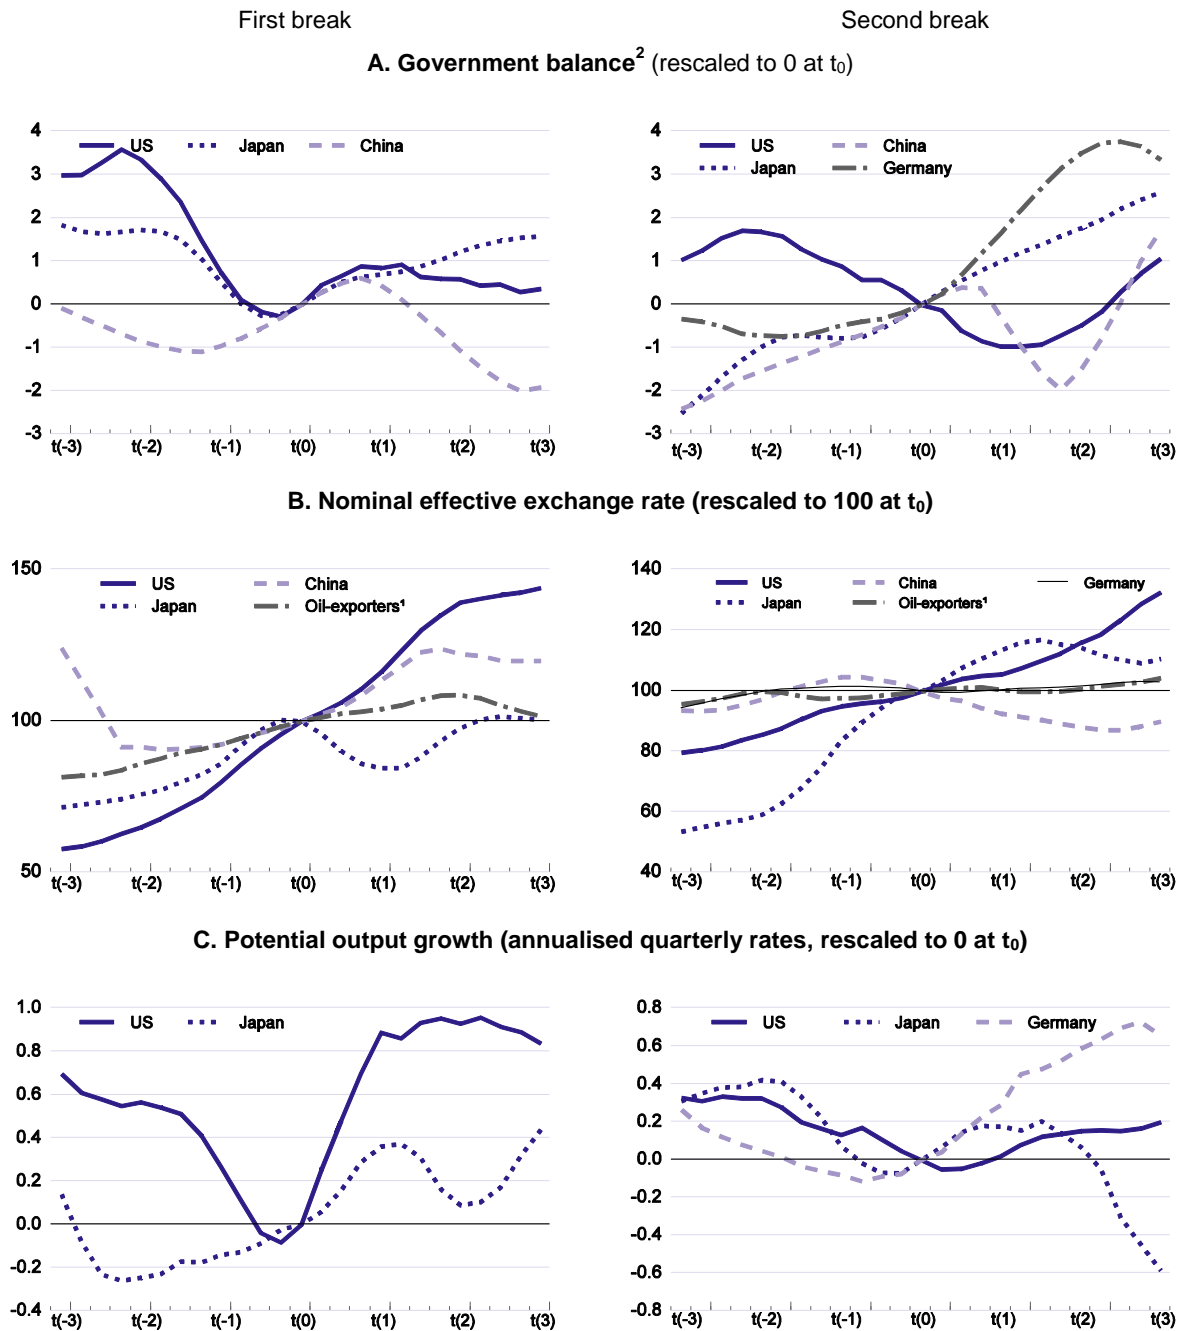 First break Second break
A. Government balance² (rescaled to 0 at t₀)
4 US Japan China
3
2
1
0
-1
-2
-3
t(-3) t(-2) t(-1) t(0) t(1) t(2) t(3)
4 US China
Japan Germany
3
2
1
0
-1
-2
-3
t(-3) t(-2) t(-1) t(0) t(1) t(2) t(3)
B. Nominal effective exchange rate (rescaled to 100 at t₀)
150
US China
Japan Oil-exporters¹
100
50
t(-3) t(-2) t(-1) t(0) t(1) t(2) t(3)
140
US China Germany
Japan Oil-exporters¹
120
100
80
60
40
t(-3) t(-2) t(-1) t(0) t(1) t(2) t(3)
C. Potential output growth (annualised quarterly rates, rescaled to 0 at t₀)
1.0
US Japan
0.8
0.6
0.4
0.2
0.0
-0.2
-0.4
t(-3) t(-2) t(-1) t(0) t(1) t(2) t(3)
0.8
US Japan Germany
0.6
0.4
0.2
0.0
-0.2
-0.4
-0.6
-0.8
t(-3) t(-2) t(-1) t(0) t(1) t(2) t(3)